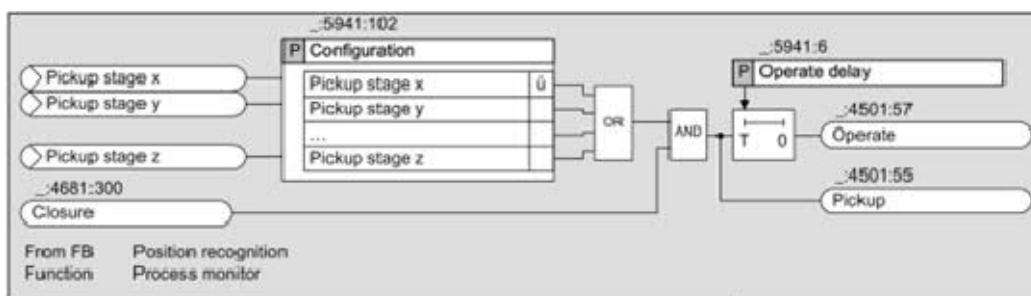 _:5941:102
P Configuration
_:5941:6
P Operate delay
Pickup stage x
Pickup stage y
Pickup stage z
Pickup stage x ü
Pickup stage y
...
Pickup stage z
OR
AND
T 0
_:4501:57
Operate
_:4501:55
Pickup
_:4681:300
Closure
From FB Position recognition
Function Process monitor